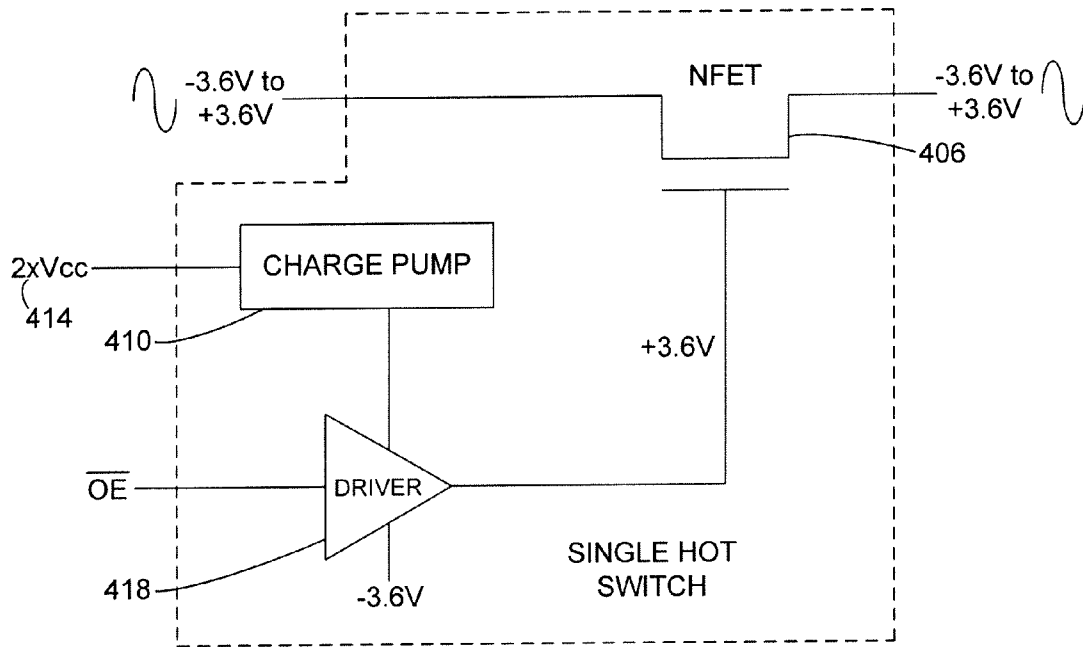 -3.6V to
+3.6V
NFET
-3.6V to
+3.6V
406
2xVcc
414
CHARGE PUMP
410
+3.6V
OE
DRIVER
418
-3.6V
SINGLE HOT
SWITCH